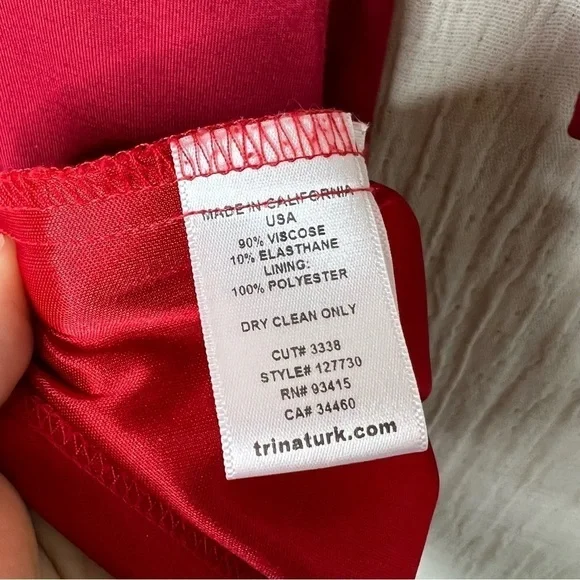 MADE IN CALIFORNIA
USA
90% VISCOSE
10% ELASTHANE
LINING:
100% POLYESTER
DRY CLEAN ONLY
CUT# 3338
STYLE# 127730
RN# 93415
CA# 34460
trinaturk.com